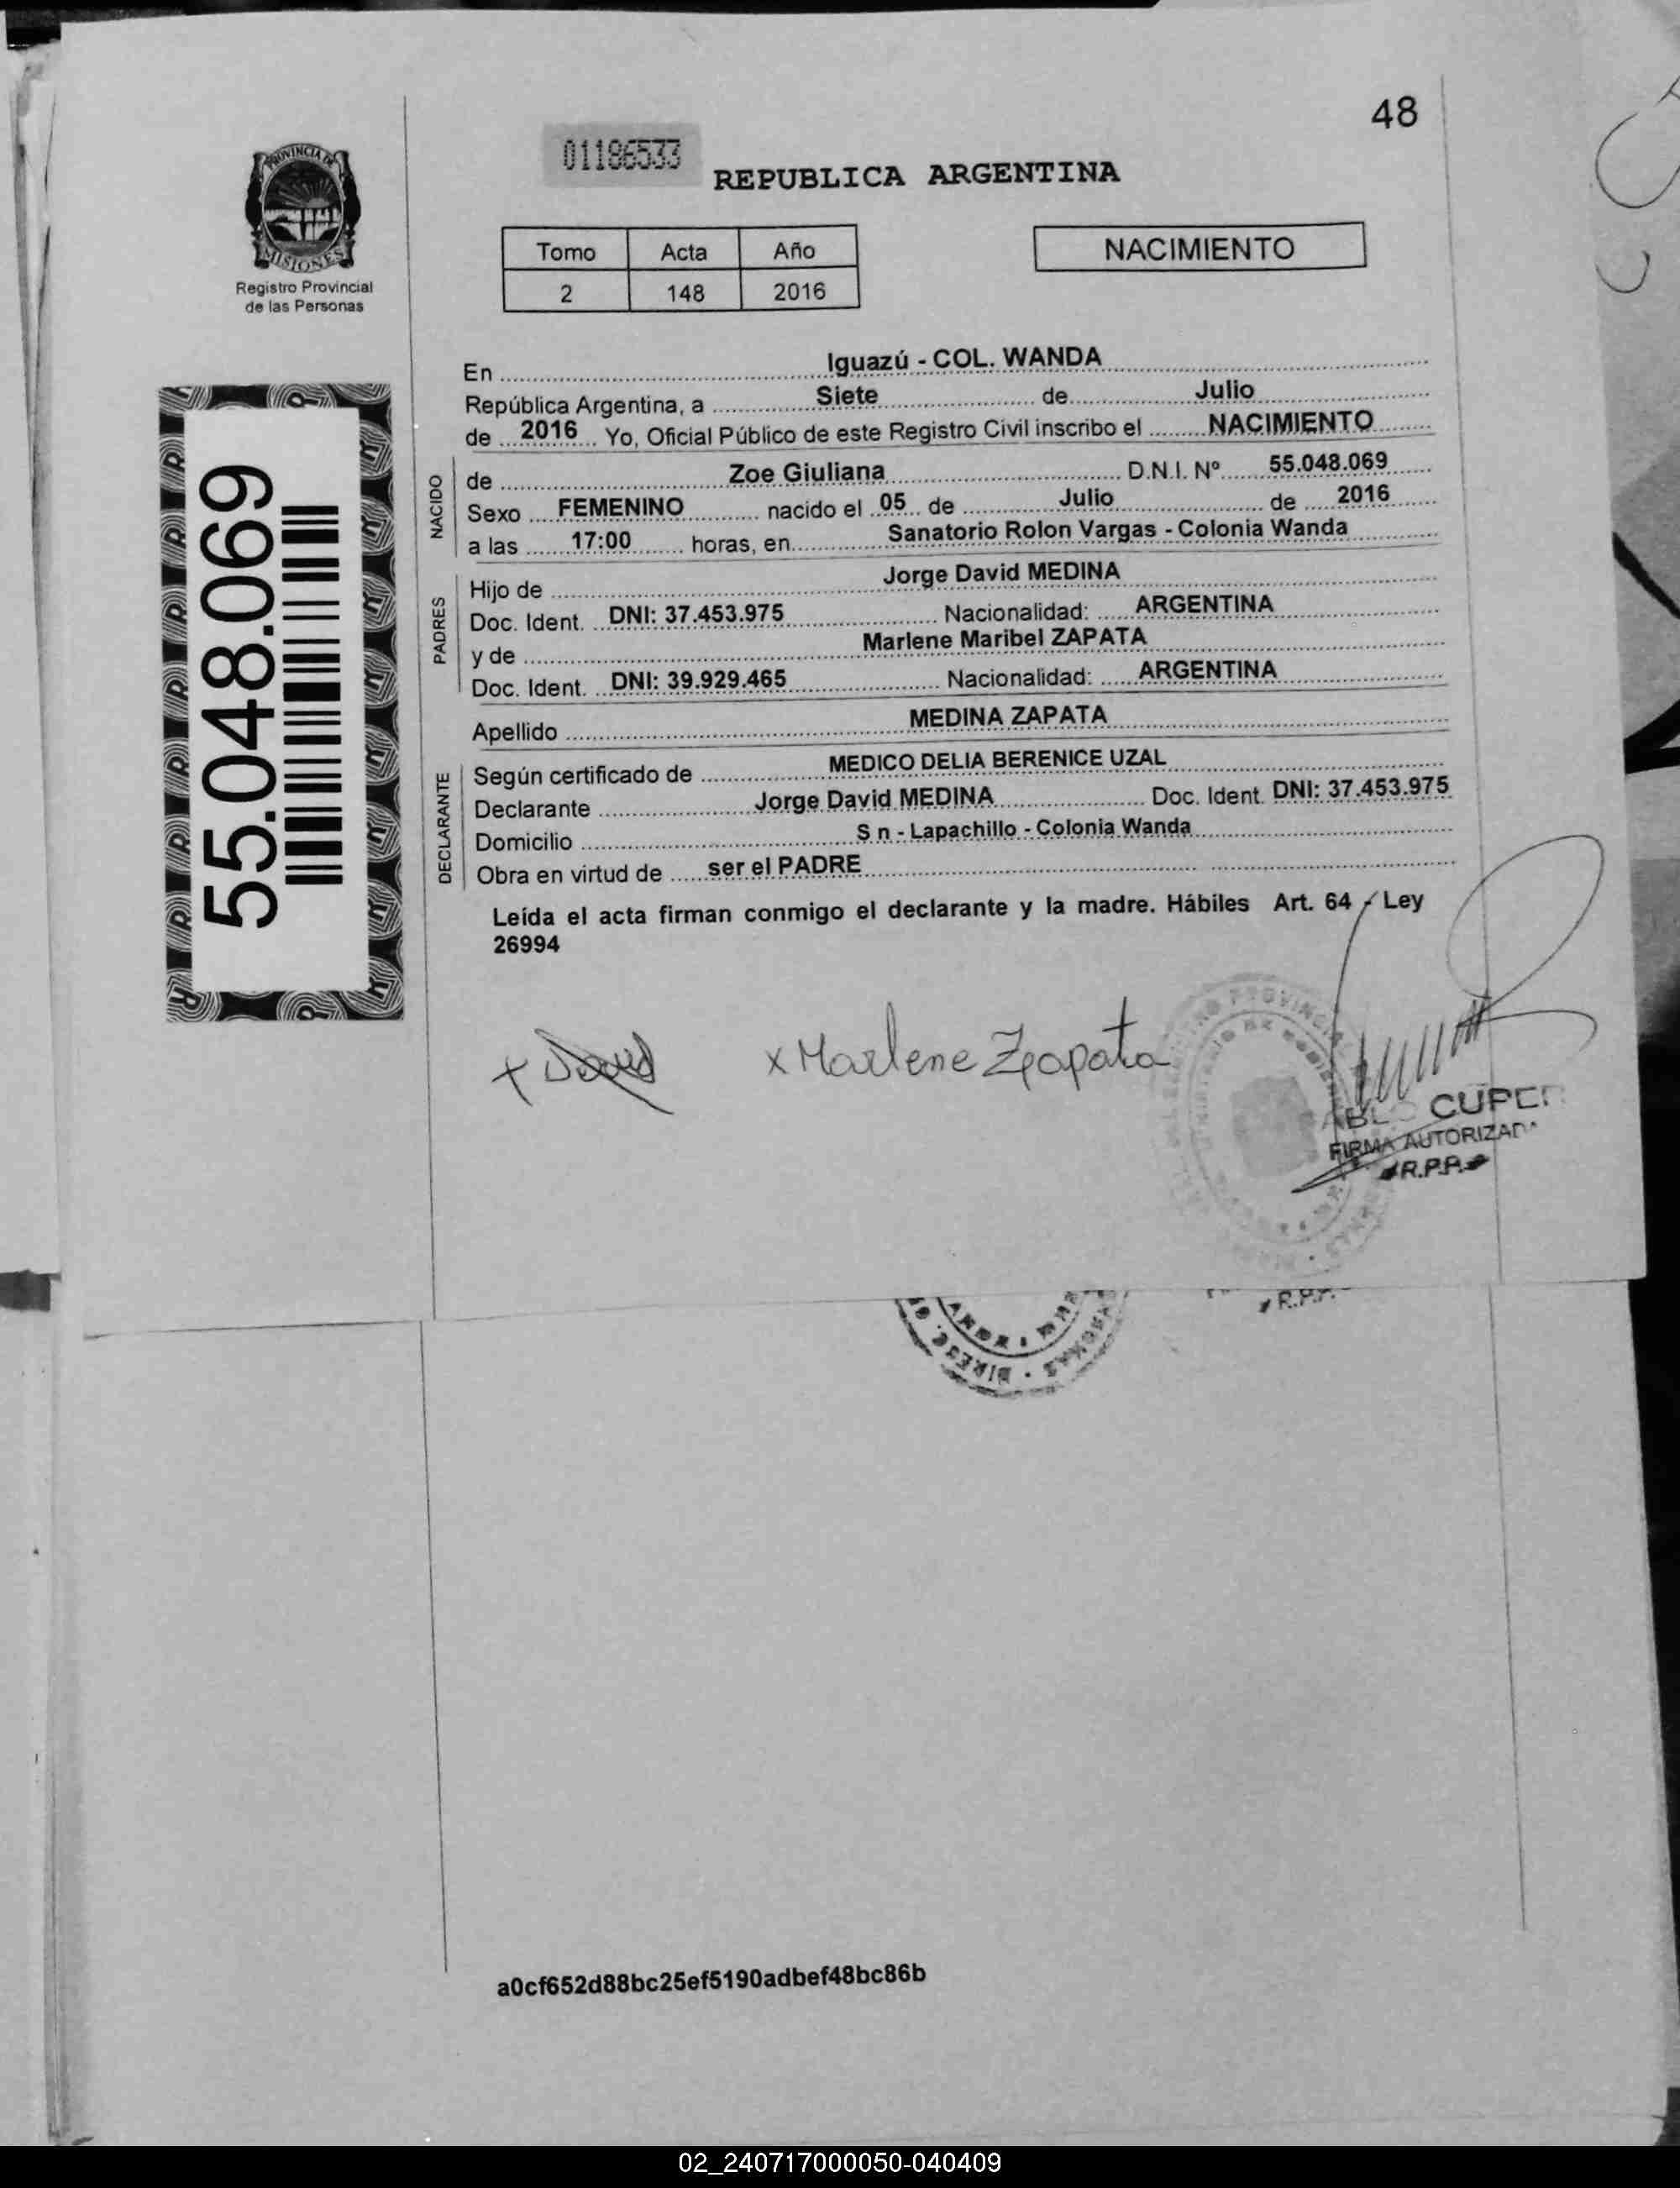 48
01186533
REPUBLICA ARGENTINA
PROVINCIA DE
MISIONES
Registro Provincial
de las Personas
Tomo Acta Año
2 148 2016
NACIMIENTO
55.048.069
En Iguazú - COL. WANDA
República Argentina, a Siete de Julio
de 2016 Yo, Oficial Público de este Registro Civil inscribo el NACIMIENTO
NACIDO
de Zoe Giuliana D.N.I. Nº 55.048.069
Sexo FEMENINO nacido el 05 de Julio de 2016
a las 17:00 horas, en Sanatorio Rolon Vargas - Colonia Wanda
PADRES
Hijo de Jorge David MEDINA
Doc. Ident. DNI: 37.453.975 Nacionalidad: ARGENTINA
y de Marlene Maribel ZAPATA
Doc. Ident. DNI: 39.929.465 Nacionalidad: ARGENTINA
Apellido MEDINA ZAPATA
DECLARANTE
Según certificado de MEDICO DELIA BERENICE UZAL
Declarante Jorge David MEDINA Doc. Ident. DNI: 37.453.975
Domicilio S n - Lapachillo - Colonia Wanda
Obra en virtud de ser el PADRE
Leída el acta firman conmigo el declarante y la madre. Hábiles Art. 64 - Ley
26994
x David x Marlene Zapata
CUPER
FIRMA AUTORIZADA
R.P.P.
R.P.P.
a0cf652d88bc25ef5190adbef48bc86b
02_240717000050-040409